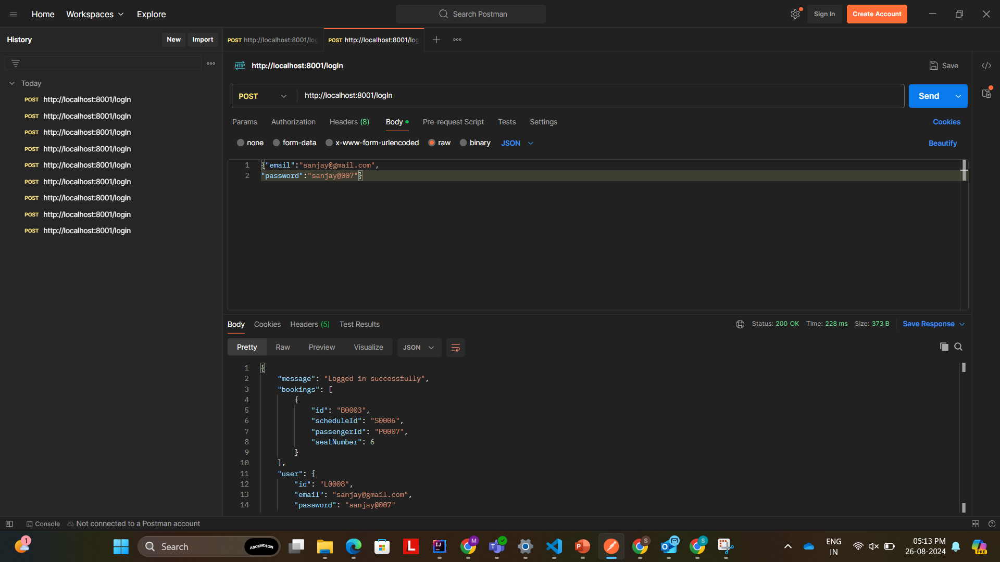 Home
Workspaces
Explore
Search Postman
Sign In
Create Account
History
New
Import
POST http://localhost:8001/log
POST http://localhost:8001/log
HTTP http://localhost:8001/logIn
Save
Today
POST http://localhost:8001/logIn
POST http://localhost:8001/logIn
POST http://localhost:8001/logIn
POST http://localhost:8001/logIn
POST http://localhost:8001/logIn
POST http://localhost:8001/logIn
POST http://localhost:8001/login
POST http://localhost:8001/login
POST http://localhost:8001/login
POST
http://localhost:8001/logIn
Send
Params Authorization Headers (8) Body Pre-request Script Tests Settings Cookies
none form-data x-www-form-urlencoded raw binary JSON Beautify
1 {"email":"sanjay@gmail.com",
2 "password":"sanjay@007"}
Body Cookies Headers (5) Test Results Status: 200 OK Time: 228 ms Size: 373 B Save Response
Pretty Raw Preview Visualize JSON
1 {
2 "message": "Logged in successfully",
3 "bookings": [
4 {
5 "id": "B0003",
6 "scheduleId": "S0006",
7 "passengerId": "P0007",
8 "seatNumber": 6
9 }
10 ],
11 "user": {
12 "id": "L0008",
13 "email": "sanjay@gmail.com",
14 "password": "sanjay@007"
Console Not connected to a Postman account
1
Search
ASCENDION
L
IJ
M
T
P
S
S
ENG
IN
05:13 PM
26-08-2024
PRE